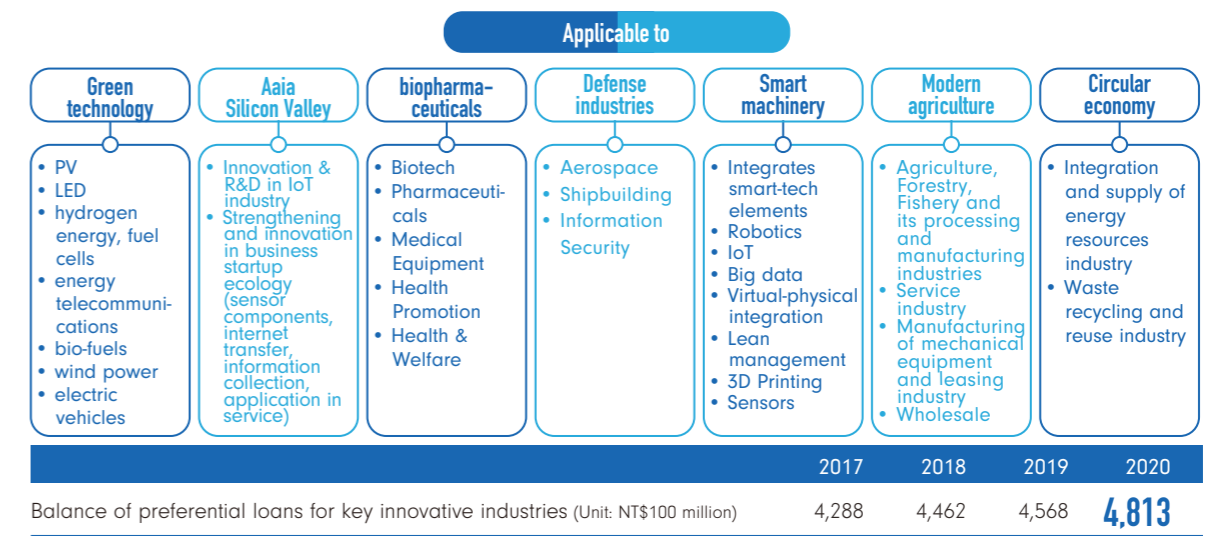 Applicable to
Green
technology
• PV
• LED
• hydrogen
energy, fuel
cells
• energy
telecommuni-
cations
• bio-fuels
• wind power
• electric
vehicles
Aaia
Silicon Valley
• Innovation &
R&D in IoT
industry
• Strengthening
and innovation
in business
startup
ecology
(sensor
components,
internet
transfer,
information
collection,
application in
service)
biopharma-
ceuticals
• Biotech
• Pharmaceuti-
cals
• Medical
Equipment
• Health
Promotion
• Health &
Welfare
Defense
industries
• Aerospace
• Shipbuilding
• Information
Security
Smart
machinery
• Integrates
smart-tech
elements
• Robotics
• IoT
• Big data
• Virtual-physical
integration
• Lean
management
• 3D Printing
• Sensors
Modern
agriculture
• Agriculture,
Forestry,
Fishery and
its processing
and
manufacturing
industries
• Service
industry
• Manufacturing
of mechanical
equipment
and leasing
industry
• Wholesale
Circular
economy
• Integration
and supply of
energy
resources
industry
• Waste
recycling and
reuse industry
2017 2018 2019 2020
Balance of preferential loans for key innovative industries (Unit: NT$100 million) 4,288 4,462 4,568 4,813